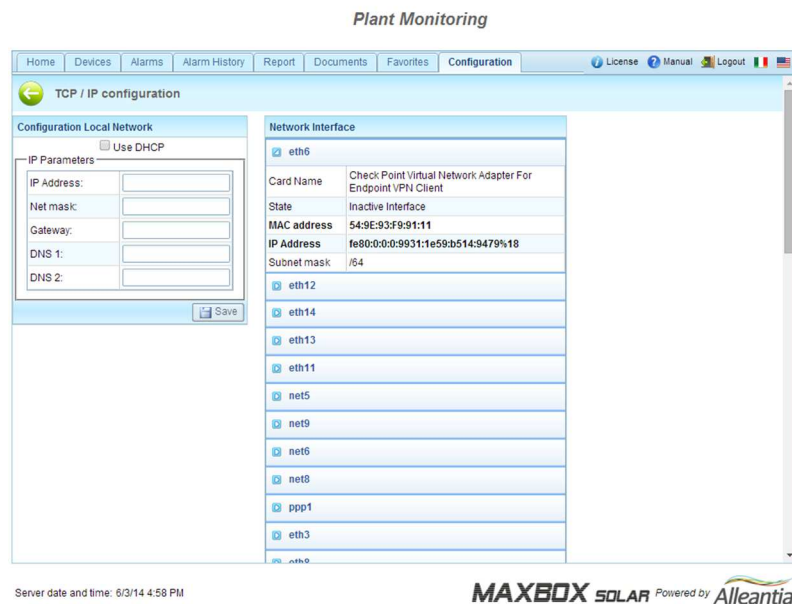 Plant Monitoring
Home Devices Alarms Alarm History Report Documents Favorites Configuration License Manual Logout
TCP / IP configuration
Configuration Local Network
Use DHCP
IP Parameters
IP Address:
Net mask:
Gateway:
DNS 1:
DNS 2:
Save
Network Interface
eth6
Card Name Check Point Virtual Network Adapter For
Endpoint VPN Client
State Inactive Interface
MAC address 54:9E:93:F9:91:11
IP Address fe80:0:0:0:9931:1e59:b514:9479%18
Subnet mask /64
eth12
eth14
eth13
eth11
net5
net9
net6
net8
ppp1
eth3
eth8
Server date and time: 6/3/14 4:58 PM
MAXBOX SOLAR Powered by Alleantia